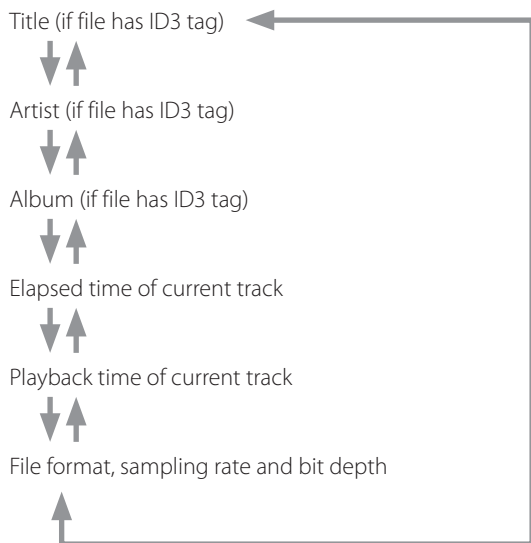 Title (if file has ID3 tag)
Artist (if file has ID3 tag)
Album (if file has ID3 tag)
Elapsed time of current track
Playback time of current track
File format, sampling rate and bit depth